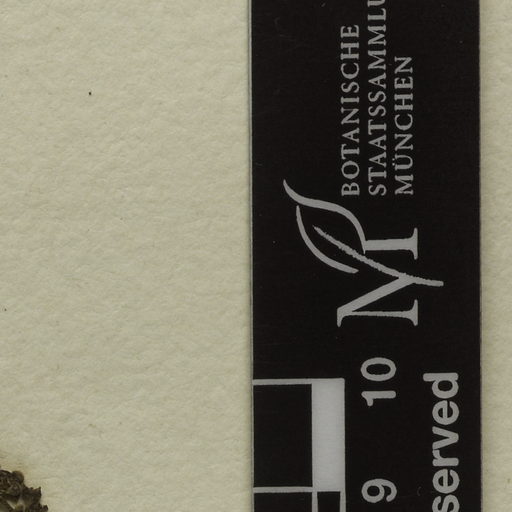 BOTANISCHE
STAATSSAMMLU
MÜNCHEN
M
9 10
served